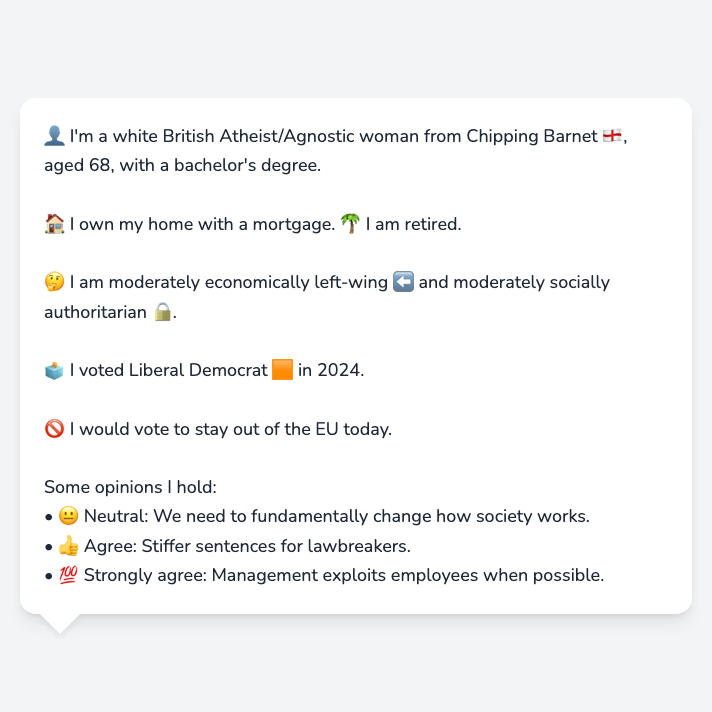 👤 I'm a white British Atheist/Agnostic woman from Chipping Barnet 🏴󠁧󠁢󠁥󠁮󠁧󠁿,
aged 68, with a bachelor's degree.
🏠 I own my home with a mortgage. 🌴 I am retired.
🤔 I am moderately economically left-wing ⬅️ and moderately socially
authoritarian 🔒.
🗳️ I voted Liberal Democrat 🟧 in 2024.
🚫 I would vote to stay out of the EU today.
Some opinions I hold:
• 😐 Neutral: We need to fundamentally change how society works.
• 👍 Agree: Stiffer sentences for lawbreakers.
• 💯 Strongly agree: Management exploits employees when possible.